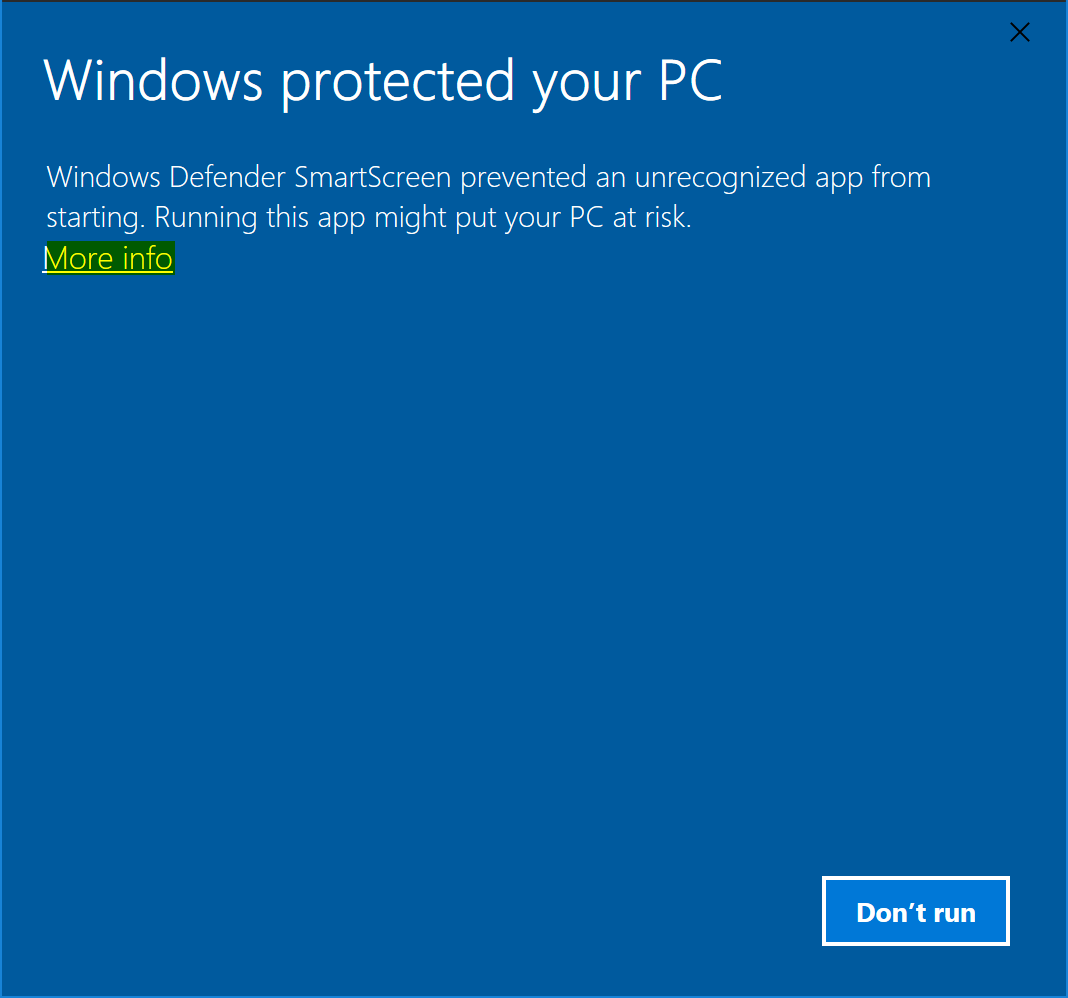 Windows protected your PC
Windows Defender SmartScreen prevented an unrecognized app from
starting. Running this app might put your PC at risk.
More info
Don’t run